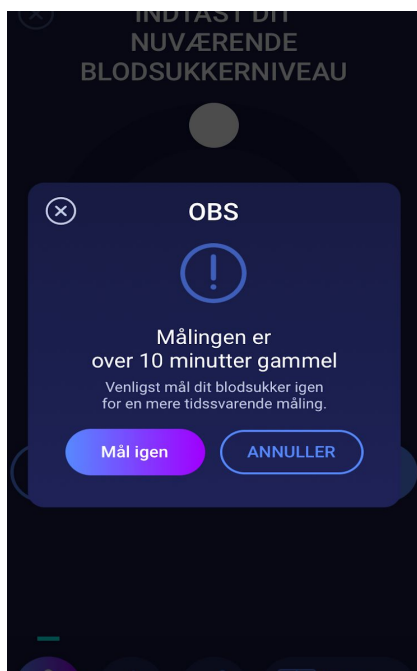 INDTAST DIT
NUVÆRENDE
BLODSUKKERNIVEAU
OBS
Målingen er
over 10 minutter gammel
Venligst mål dit blodsukker igen
for en mere tidssvarende måling.
Mål igen
ANNULLER